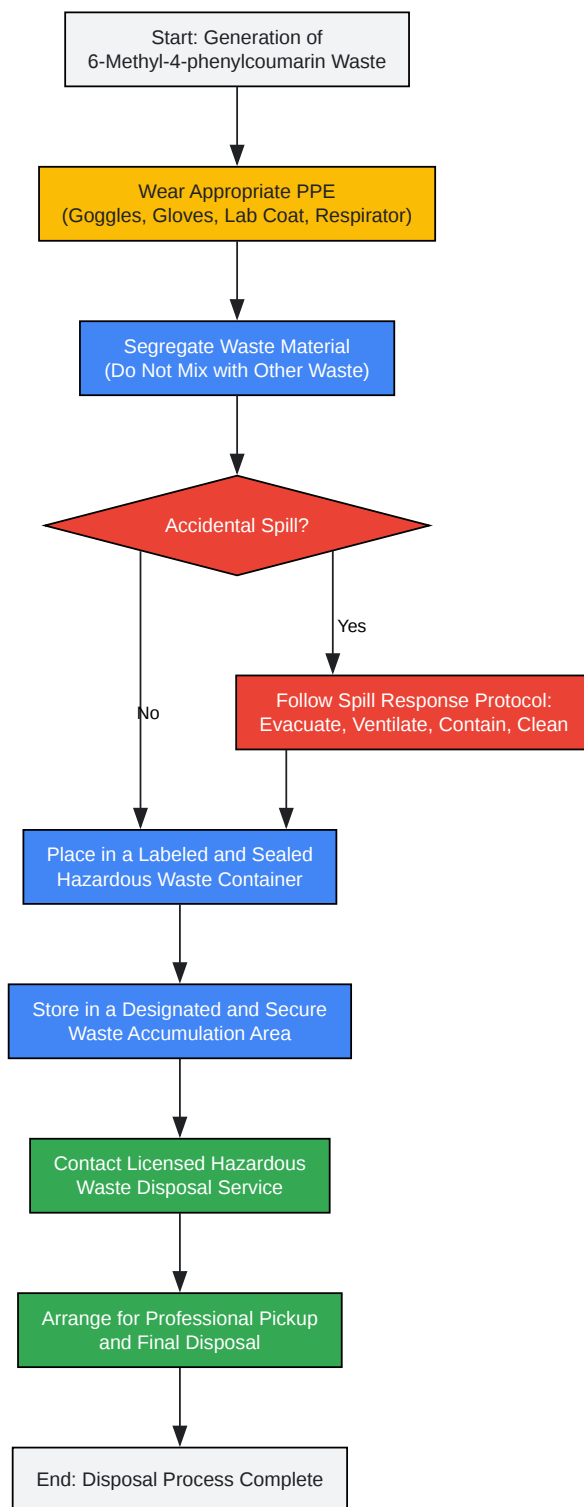 Start: Generation of
6-Methyl-4-phenylcoumarin Waste
Wear Appropriate PPE
(Goggles, Gloves, Lab Coat, Respirator)
Segregate Waste Material
(Do Not Mix with Other Waste)
Accidental Spill?
Yes
Follow Spill Response Protocol:
Evacuate, Ventilate, Contain, Clean
No
Place in a Labeled and Sealed
Hazardous Waste Container
Store in a Designated and Secure
Waste Accumulation Area
Contact Licensed Hazardous
Waste Disposal Service
Arrange for Professional Pickup
and Final Disposal
End: Disposal Process Complete